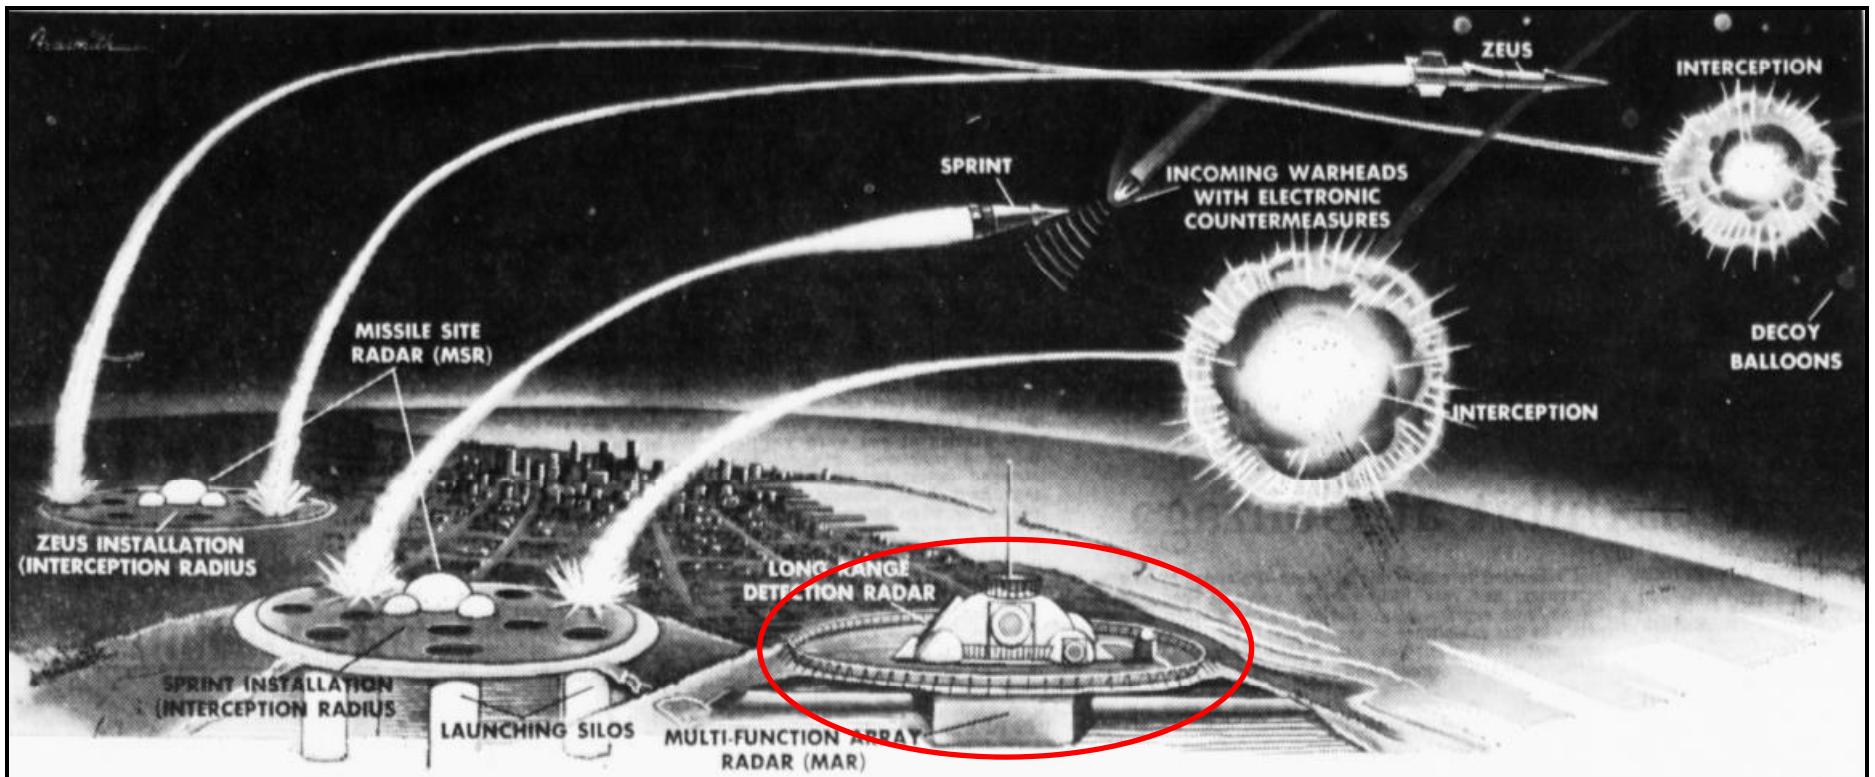 ZEUS
INTERCEPTION
SPRINT
INCOMING WARHEADS
WITH ELECTRONIC
COUNTERMEASURES
MISSILE SITE
RADAR (MSR)
DECOY
BALLOONS
INTERCEPTION
ZEUS INSTALLATION
(INTERCEPTION RADIUS
LONG RANGE
DETECTION RADAR
SPRINT INSTALLATION
(INTERCEPTION RADIUS
LAUNCHING SILOS
MULTI-FUNCTION ARRAY
RADAR (MAR)